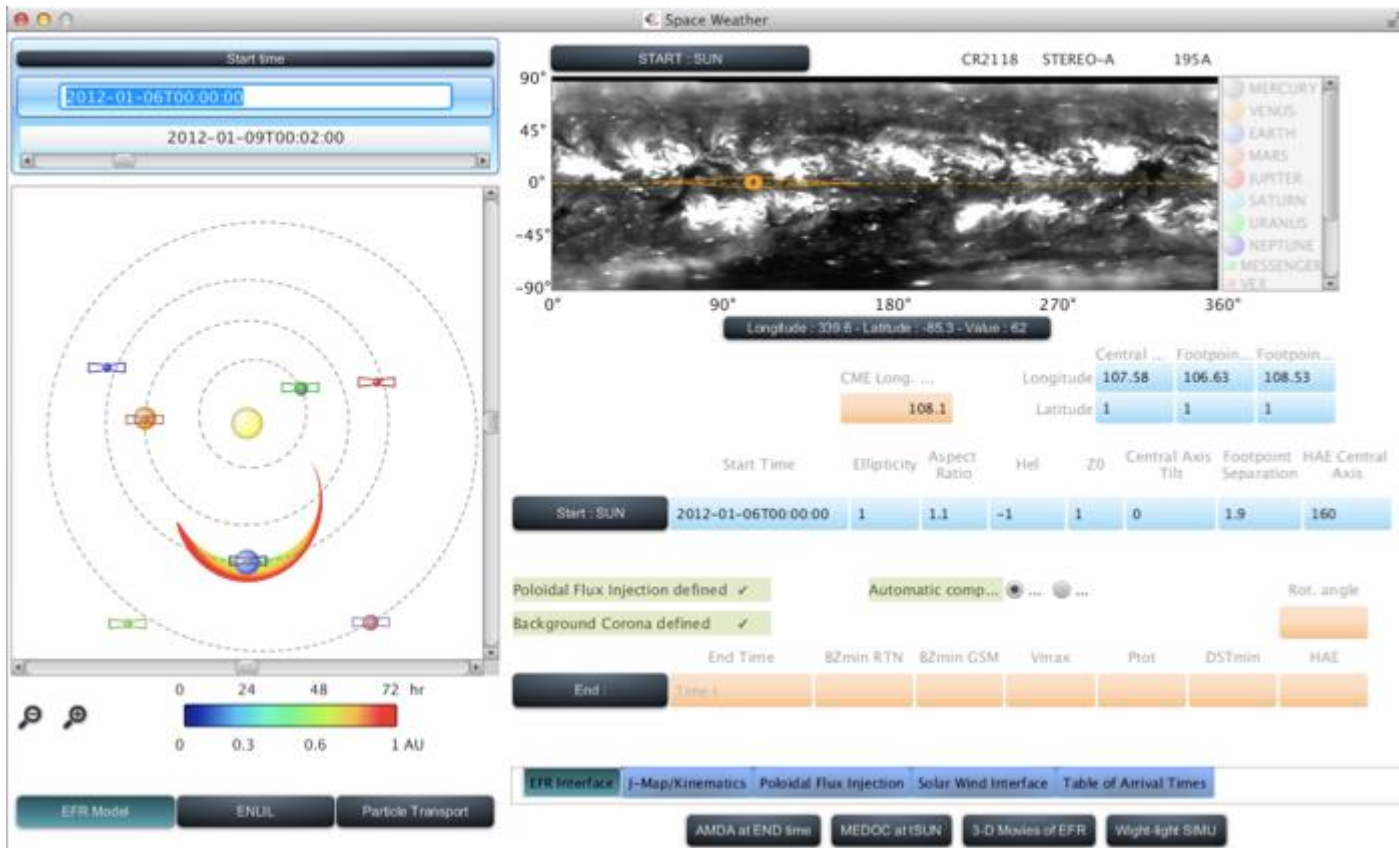 Space Weather
Start time
2012-01-06T00:00:00
2012-01-09T00:02:00
START : SUN
CR2118 STEREO-A 195A
90°
45°
0°
-45°
-90°
0° 90° 180° 270° 360°
MERCURY
VENUS
EARTH
MARS
JUPITER
SATURN
URANUS
NEPTUNE
MESSENGER
VEX
Longitude : 339.6 - Latitude : -85.3 - Value : 62
Central ... Footpoin... Footpoin...
CME Long. ... Longitude 107.58 106.63 108.53
108.1 Latitude 1 1 1
Start Time Ellipticity Aspect Ratio Hel Z0 Central Axis Tilt Footpoint Separation HAE Central Axis
Start : SUN 2012-01-06T00:00:00 1 1.1 -1 1 0 1.9 160
Poloidal Flux Injection defined ✓ Automatic comp... ... ...
Background Corona defined ✓ Rot. angle
End Time BZmin RTN BZmin GSM Vmax Ptot DSTmin HAE
End : Time t
0 24 48 72 hr
0 0.3 0.6 1 AU
EFR Model ENLIL Particle Transport
EFR Interface J-Map/Kinematics Poloidal Flux Injection Solar Wind Interface Table of Arrival Times
AMDA at END time MEDOC at tSUN 3-D Movies of EFR Wight-light SIMU